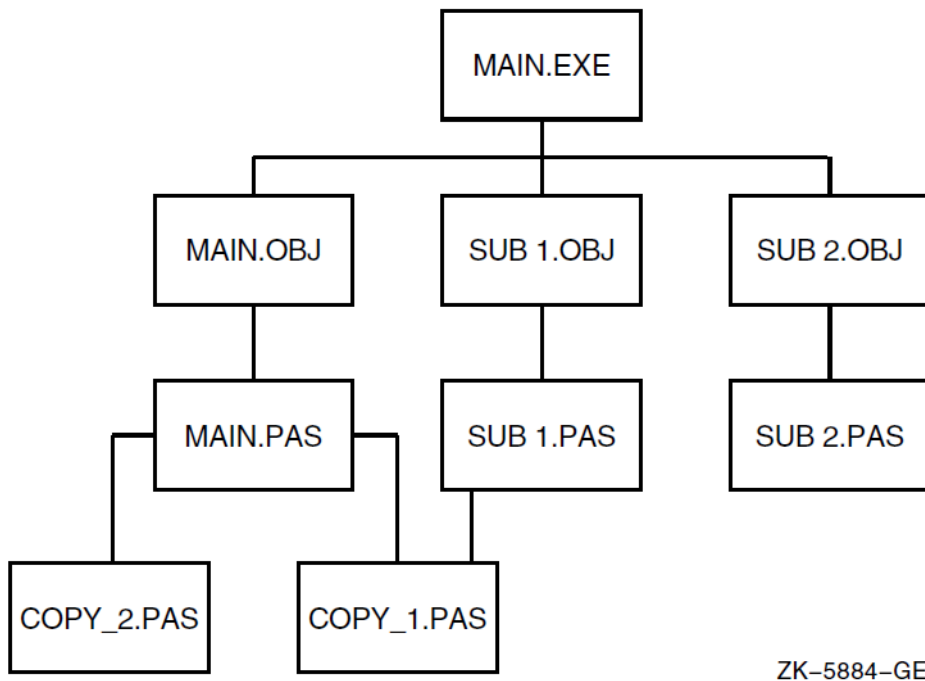 MAIN.EXE
MAIN.OBJ
SUB 1.OBJ
SUB 2.OBJ
MAIN.PAS
SUB 1.PAS
SUB 2.PAS
COPY_2.PAS
COPY_1.PAS
ZK–5884–GE